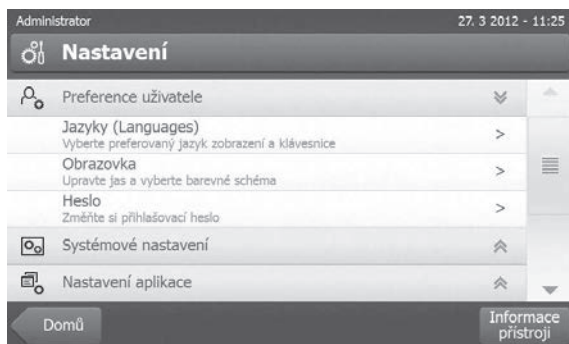 Administrator 27. 3 2012 - 11:25
Nastavení
Preference uživatele
Jazyky (Languages)
Vyberte preferovaný jazyk zobrazení a klávesnice
Obrazovka
Upravte jas a vyberte barevné schéma
Heslo
Změňte si přihlašovací heslo
Systémové nastavení
Nastavení aplikace
Domů
Informace
přístroji